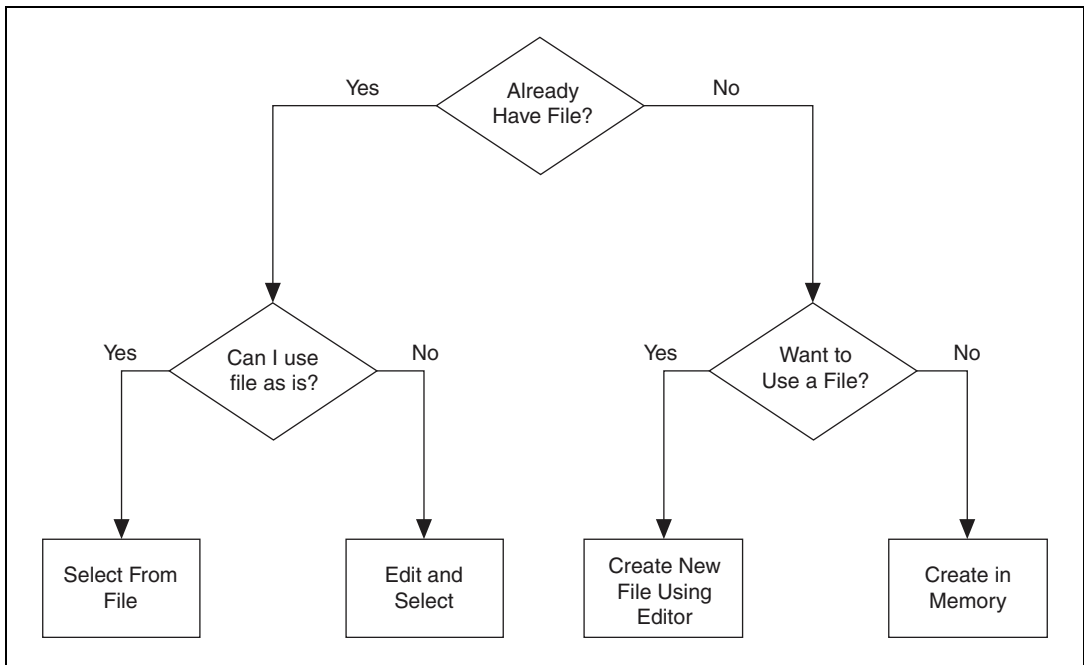 Already
Have File?
Yes
No
Can I use
file as is?
Yes
No
Want to
Use a File?
Yes
No
Select From
File
Edit and
Select
Create New
File Using
Editor
Create in
Memory